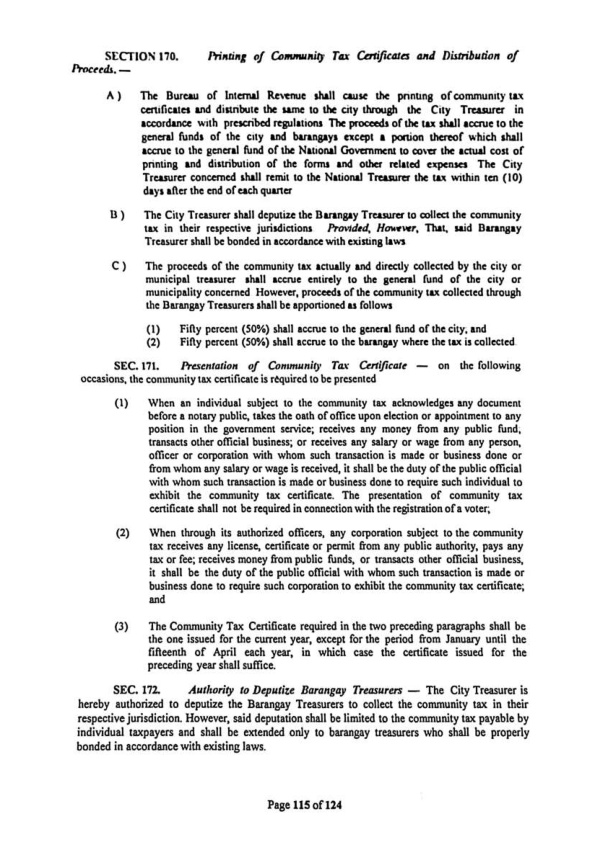 SECTION 170. Printing of Community Tax Certificates and Distribution of
Proceeds. —
A ) The Bureau of Internal Revenue shall cause the printing of community tax
certificates and distribute the same to the city through the City Treasurer in
accordance with prescribed regulations The proceeds of the tax shall accrue to the
general funds of the city and barangays except a portion thereof which shall
accrue to the general fund of the National Government to cover the actual cost of
printing and distribution of the forms and other related expenses The City
Treasurer concerned shall remit to the National Treasurer the tax within ten (10)
days after the end of each quarter
B ) The City Treasurer shall deputize the Barangay Treasurer to collect the community
tax in their respective jurisdictions Provided, However, That, said Barangay
Treasurer shall be bonded in accordance with existing laws
C ) The proceeds of the community tax actually and directly collected by the city or
municipal treasurer shall accrue entirely to the general fund of the city or
municipality concerned However, proceeds of the community tax collected through
the Barangay Treasurers shall be apportioned as follows
(1) Fifty percent (50%) shall accrue to the general fund of the city, and
(2) Fifty percent (50%) shall accrue to the barangay where the tax is collected
SEC. 171. Presentation of Community Tax Certificate — on the following
occasions, the community tax certificate is required to be presented
(1) When an individual subject to the community tax acknowledges any document
before a notary public, takes the oath of office upon election or appointment to any
position in the government service; receives any money from any public fund;
transacts other official business; or receives any salary or wage from any person,
officer or corporation with whom such transaction is made or business done or
from whom any salary or wage is received, it shall be the duty of the public official
with whom such transaction is made or business done to require such individual to
exhibit the community tax certificate. The presentation of community tax
certificate shall not be required in connection with the registration of a voter;
(2) When through its authorized officers, any corporation subject to the community
tax receives any license, certificate or permit from any public authority, pays any
tax or fee; receives money from public funds, or transacts other official business,
it shall be the duty of the public official with whom such transaction is made or
business done to require such corporation to exhibit the community tax certificate;
and
(3) The Community Tax Certificate required in the two preceding paragraphs shall be
the one issued for the current year, except for the period from January until the
fifteenth of April each year, in which case the certificate issued for the
preceding year shall suffice.
SEC. 172. Authority to Deputize Barangay Treasurers — The City Treasurer is
hereby authorized to deputize the Barangay Treasurers to collect the community tax in their
respective jurisdiction. However, said deputation shall be limited to the community tax payable by
individual taxpayers and shall be extended only to barangay treasurers who shall be properly
bonded in accordance with existing laws.
Page 115 of 124